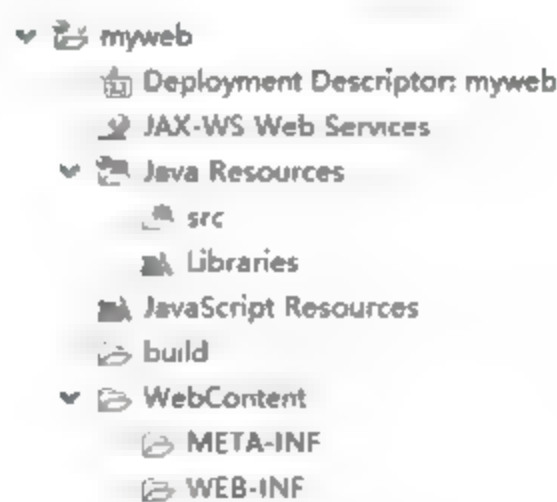 myweb
Deployment Descriptor: myweb
JAX-WS Web Services
Java Resources
src
Libraries
JavaScript Resources
build
WebContent
META-INF
WEB-INF